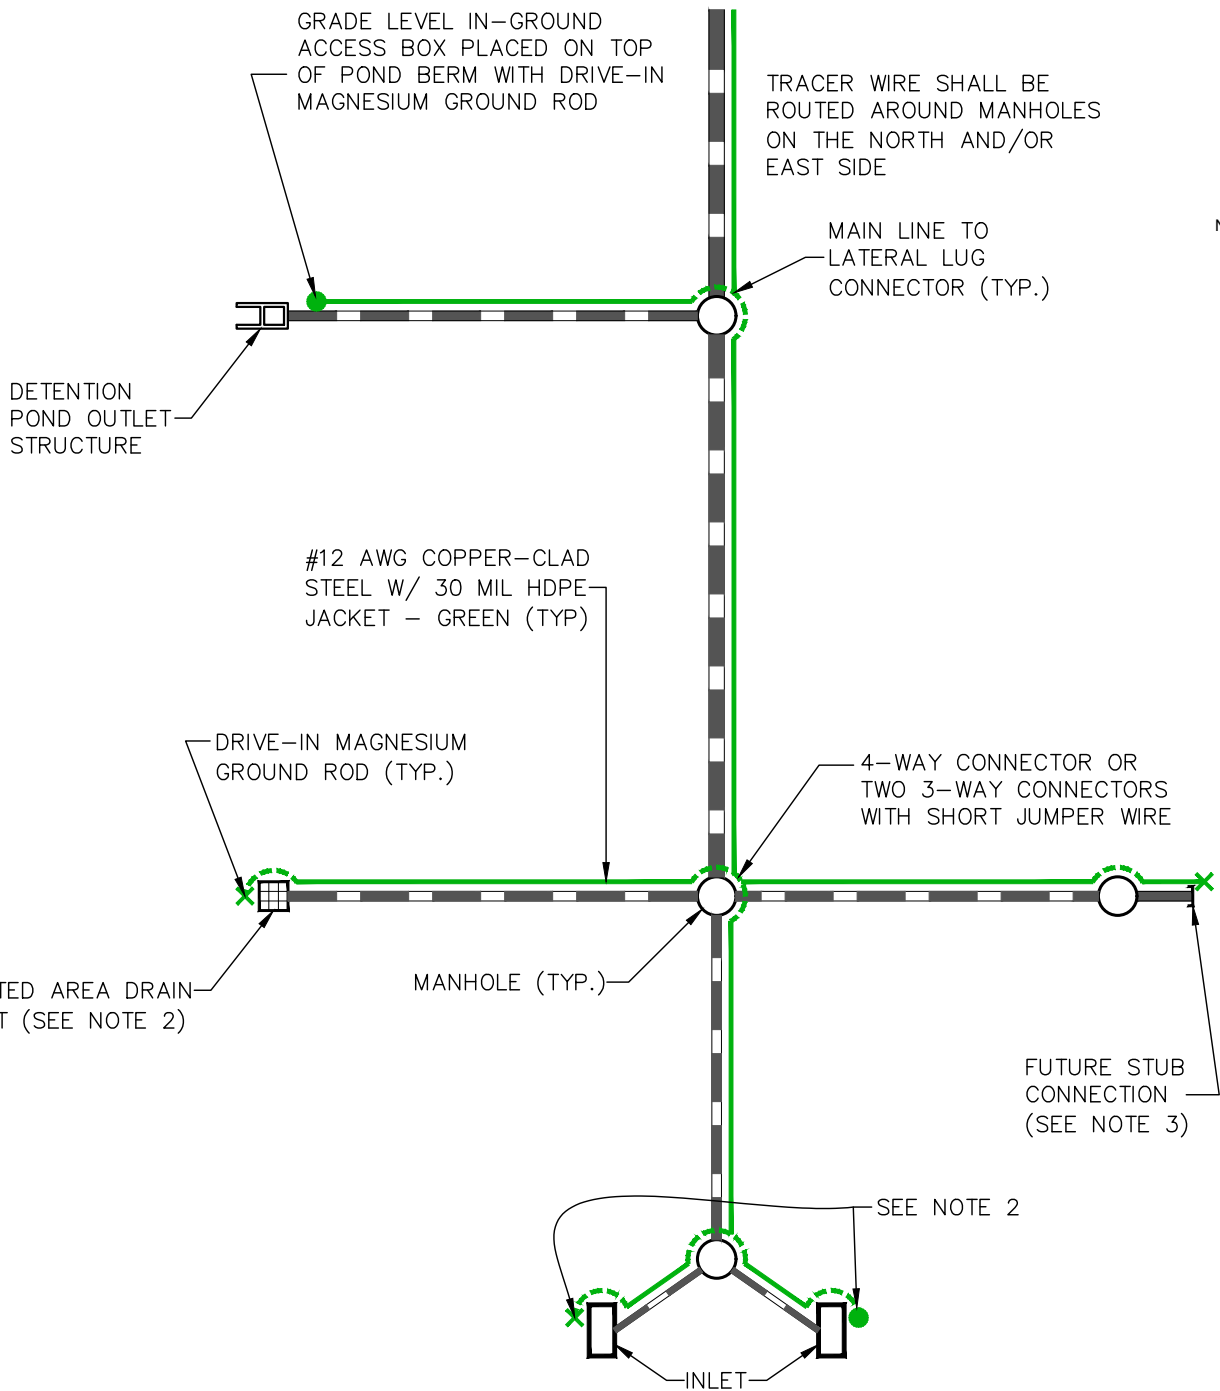 GRADE LEVEL IN-GROUND
ACCESS BOX PLACED ON TOP
OF POND BERM WITH DRIVE-IN
MAGNESIUM GROUND ROD
TRACER WIRE SHALL BE
ROUTED AROUND MANHOLES
ON THE NORTH AND/OR
EAST SIDE
MAIN LINE TO
LATERAL LUG
CONNECTOR (TYP.)
DETENTION
POND OUTLET
STRUCTURE
#12 AWG COPPER-CLAD
STEEL W/ 30 MIL HDPE
JACKET - GREEN (TYP)
DRIVE-IN MAGNESIUM
GROUND ROD (TYP.)
4-WAY CONNECTOR OR
TWO 3-WAY CONNECTORS
WITH SHORT JUMPER WIRE
MANHOLE (TYP.)
AREA DRAIN
(SEE NOTE 2)
FUTURE STUB
CONNECTION
(SEE NOTE 3)
SEE NOTE 2
INLET